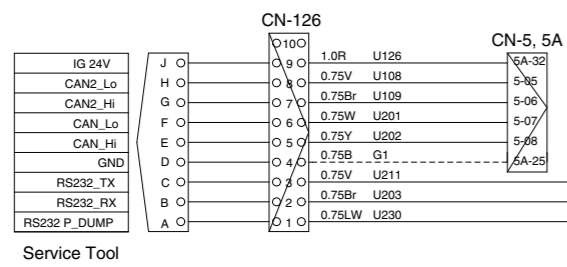 CN-126
CN-5, 5A
10
IG 24V J 9 1.0R U126 5A-32
CAN2_Lo H 8 0.75V U108 5-05
CAN2_Hi G 7 0.75Br U109 5-06
CAN_Lo F 6 0.75W U201 5-07
CAN_Hi E 5 0.75Y U202 5-08
GND D 4 0.75B G1 5A-25
RS232_TX C 3 0.75V U211
RS232_RX B 2 0.75Br U203
RS232 P_DUMP A 1 0.75LW U230
Service Tool